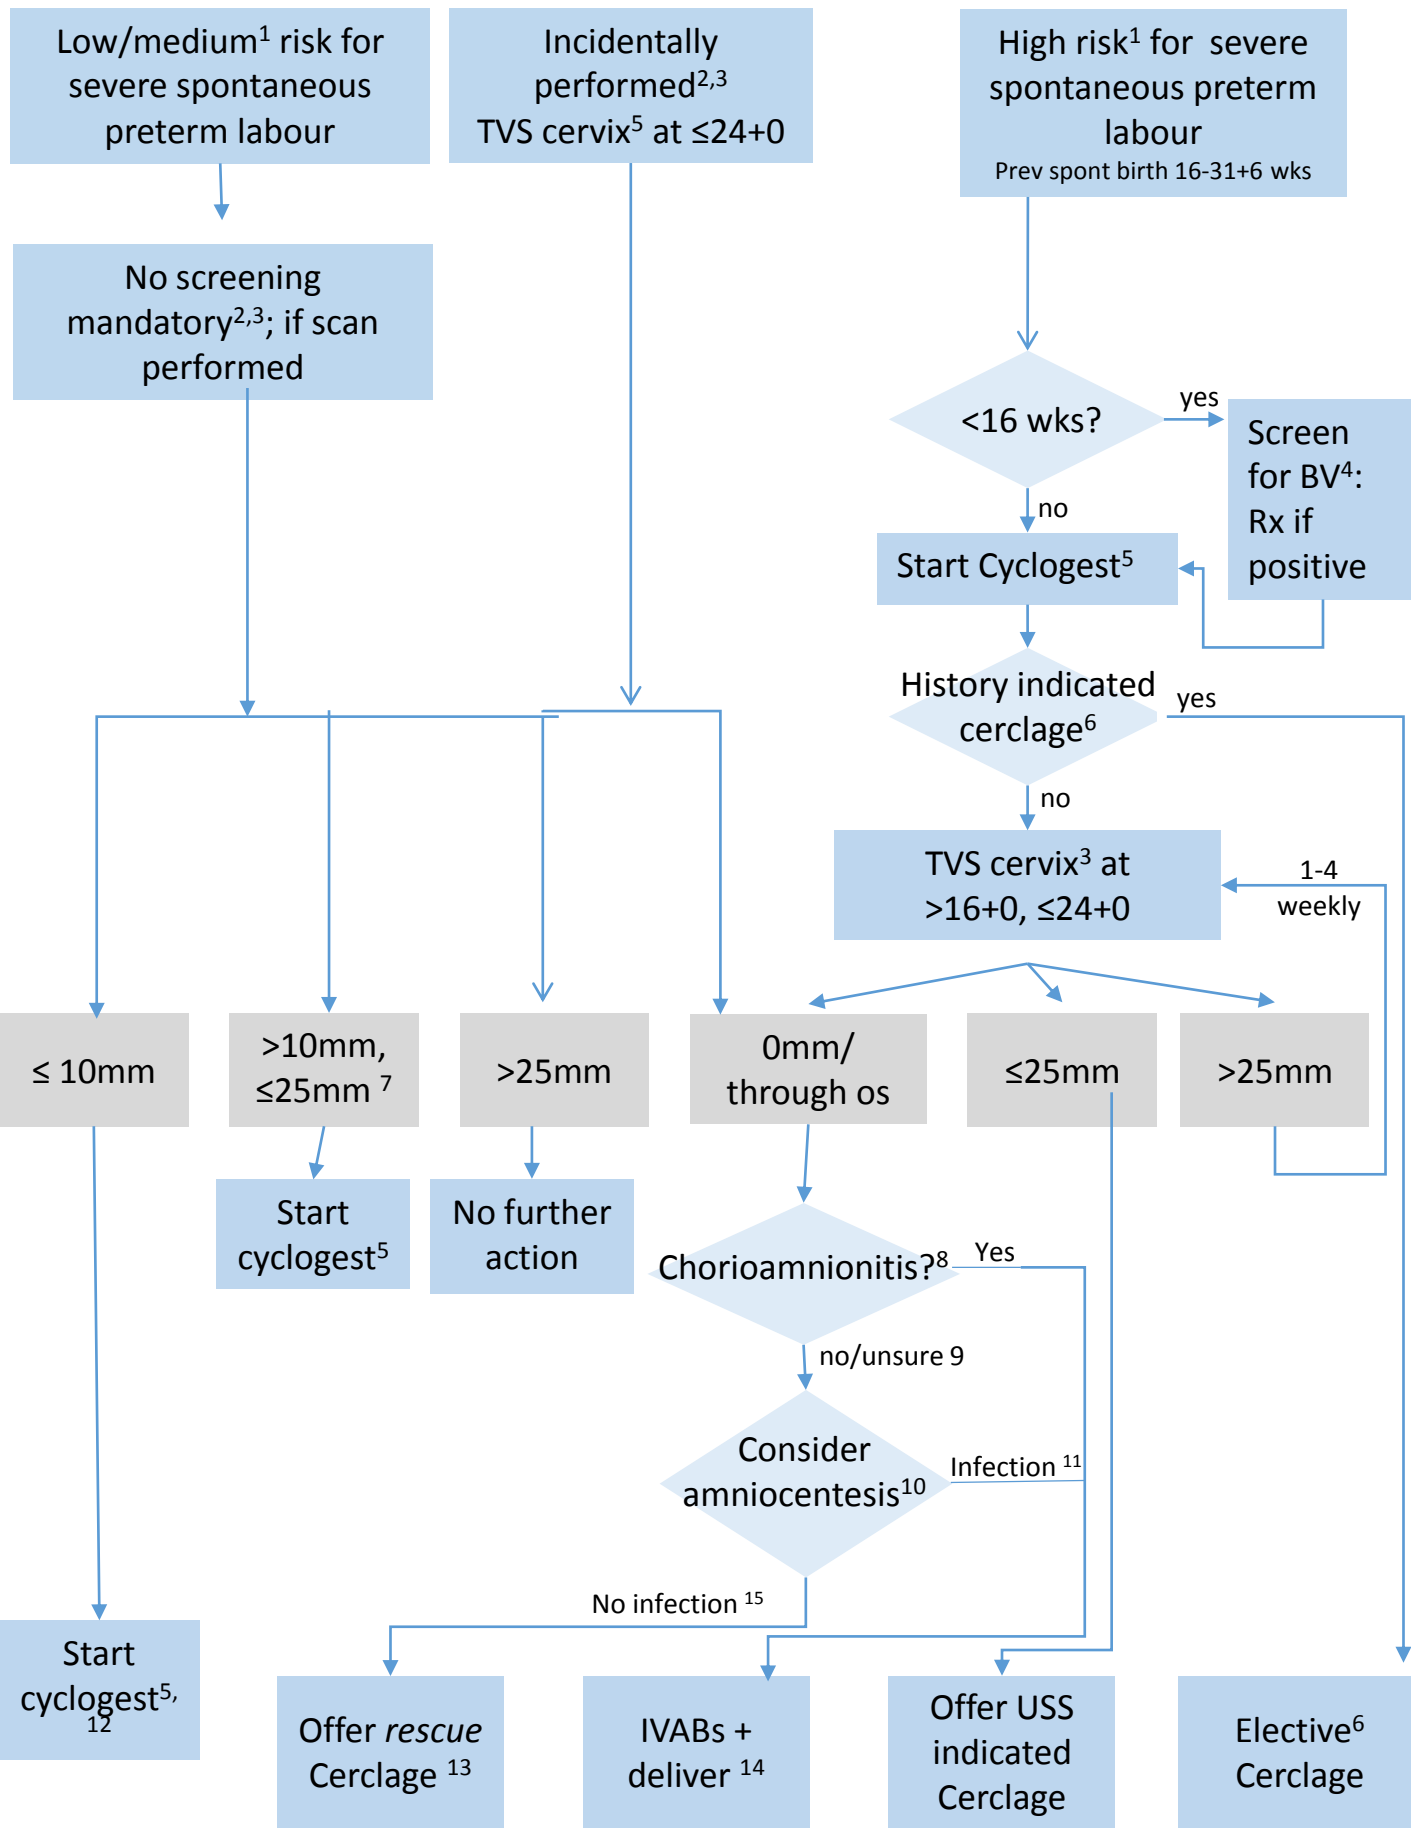 Low/medium1 risk for
severe spontaneous
preterm labour
Incidentally
performed2,3
TVS cervix5 at ≤24+0
High risk1 for severe
spontaneous preterm
labour
Prev spont birth 16-31+6 wks
No screening
mandatory2,3; if scan
performed
<16 wks?
yes
Screen
for BV4:
Rx if
positive
no
Start Cyclogest5
History indicated
cerclage6
yes
no
TVS cervix3 at
>16+0, ≤24+0
1-4
weekly
≤ 10mm
>10mm,
≤25mm 7
>25mm
0mm/
through os
≤25mm
>25mm
Start
cyclogest5
No further
action
Chorioamnionitis?8
Yes
no/unsure 9
Consider
amniocentesis10
Infection 11
No infection 15
Start
cyclogest5,
12
Offer rescue
Cerclage 13
IVABs +
deliver 14
Offer USS
indicated
Cerclage
Elective6
Cerclage